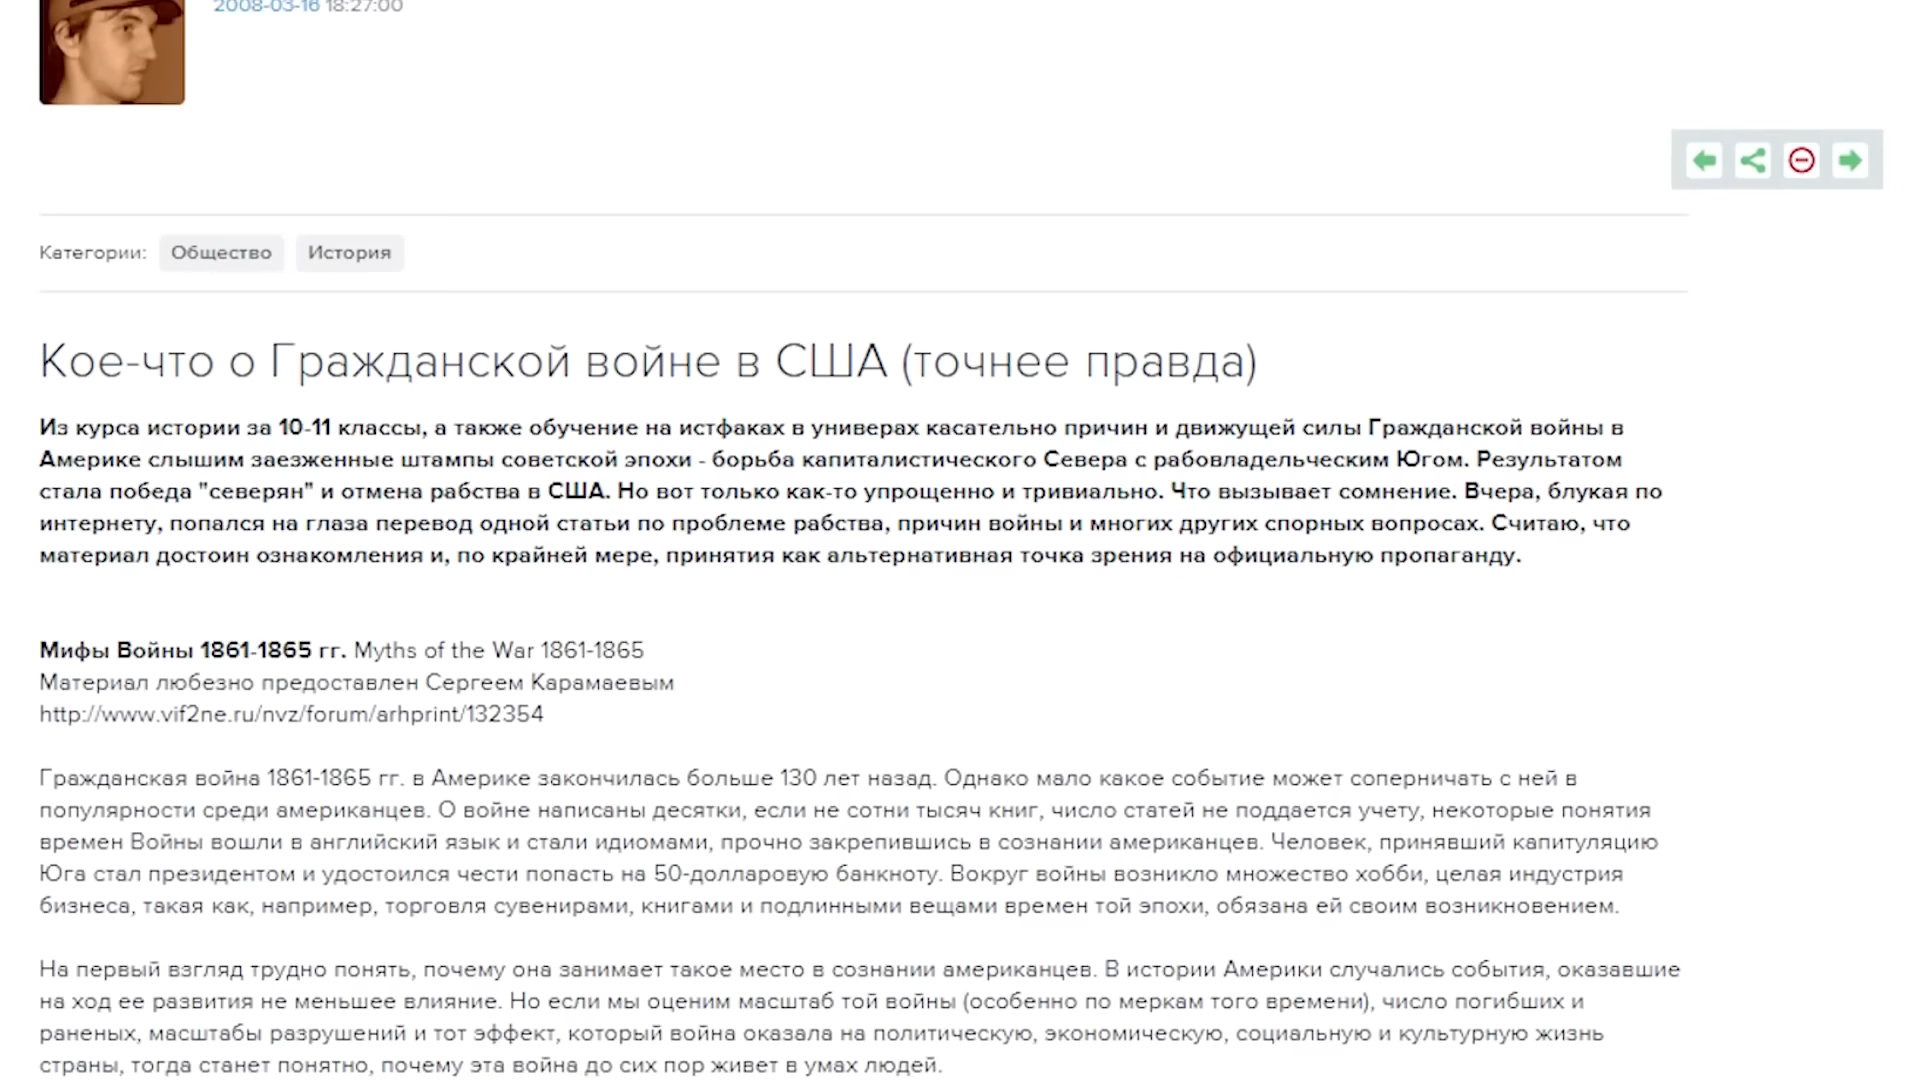 2008-03-16 18:27:00
Категории: Общество История
Кое-что о Гражданской войне в США (точнее правда)
Из курса истории за 10-11 классы, а также обучение на истфаках в универах касательно причин и движущей силы Гражданской войны в
Америке слышим заезженные штампы советской эпохи - борьба капиталистического Севера с рабовладельческим Югом. Результатом
стала победа "северян" и отмена рабства в США. Но вот только как-то упрощенно и тривиально. Что вызывает сомнение. Вчера, блукая по
интернету, попался на глаза перевод одной статьи по проблеме рабства, причин войны и многих других спорных вопросах. Считаю, что
материал достоин ознакомления и, по крайней мере, принятия как альтернативная точка зрения на официальную пропаганду.
Мифы Войны 1861-1865 гг. Myths of the War 1861-1865
Материал любезно предоставлен Сергеем Карамаевым
http://www.vif2ne.ru/nvz/forum/arhprint/132354
Гражданская война 1861-1865 гг. в Америке закончилась больше 130 лет назад. Однако мало какое событие может соперничать с ней в
популярности среди американцев. О войне написаны десятки, если не сотни тысяч книг, число статей не поддается учету, некоторые понятия
времен Войны вошли в английский язык и стали идиомами, прочно закрепившись в сознании американцев. Человек, принявший капитуляцию
Юга стал президентом и удостоился чести попасть на 50-долларовую банкноту. Вокруг войны возникло множество хобби, целая индустрия
бизнеса, такая как, например, торговля сувенирами, книгами и подлинными вещами времен той эпохи, обязана ей своим возникновением.
На первый взгляд трудно понять, почему она занимает такое место в сознании американцев. В истории Америки случались события, оказавшие
на ход ее развития не меньшее влияние. Но если мы оценим масштаб той войны (особенно по меркам того времени), число погибших и
раненых, масштабы разрушений и тот эффект, который война оказала на политическую, экономическую, социальную и культурную жизнь
страны, тогда станет понятно, почему эта война до сих пор живет в умах людей.